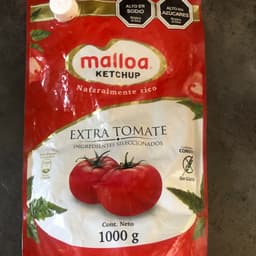 ALTO EN
SODIO
ALTO EN
AZÚCARES
malloa
KETCHUP
Naturalmente rico
EXTRA TOMATE
INGREDIENTES SELECCIONADOS
Cont. Neto
1000 g